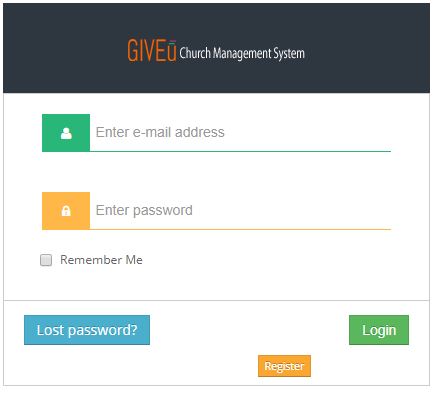 GIVEū Church Management System
Enter e-mail address
Enter password
Remember Me
Lost password? Login
Register